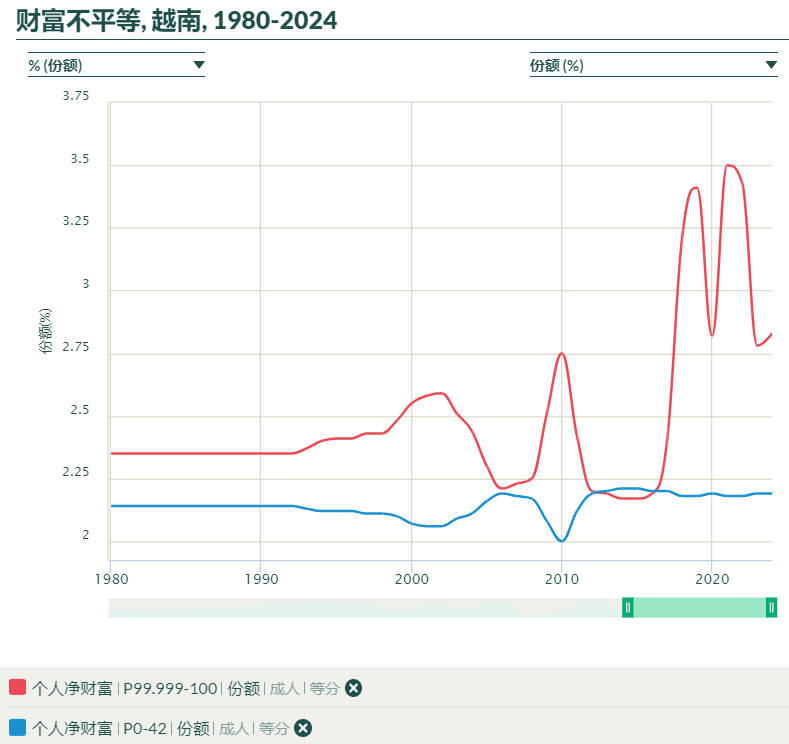 财富不平等, 越南, 1980-2024
% (份额)
份额 (%)
3.75
3.5
3.25
3
2.75
2.5
2.25
2
份额(%)
1980 1990 2000 2010 2020
个人净财富 | P99.999-100 | 份额 | 成人 | 等分
个人净财富 | P0-42 | 份额 | 成人 | 等分